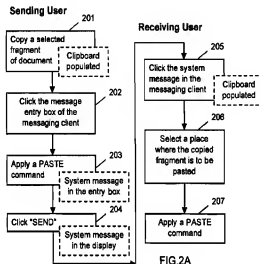 Sending User
201
Copy a selected
fragment
of document
Clipboard
populated
202
Click the message
entry box of the
messaging client
203
Apply a PASTE
command
System message
in the entry box
204
Click "SEND"
System message
in the display
Receiving User
205
Click the system
message in the
messaging client
Clipboard
populated
206
Select a place
where the copied
fragment is to be
pasted
207
Apply a PASTE
command
FIG 2A